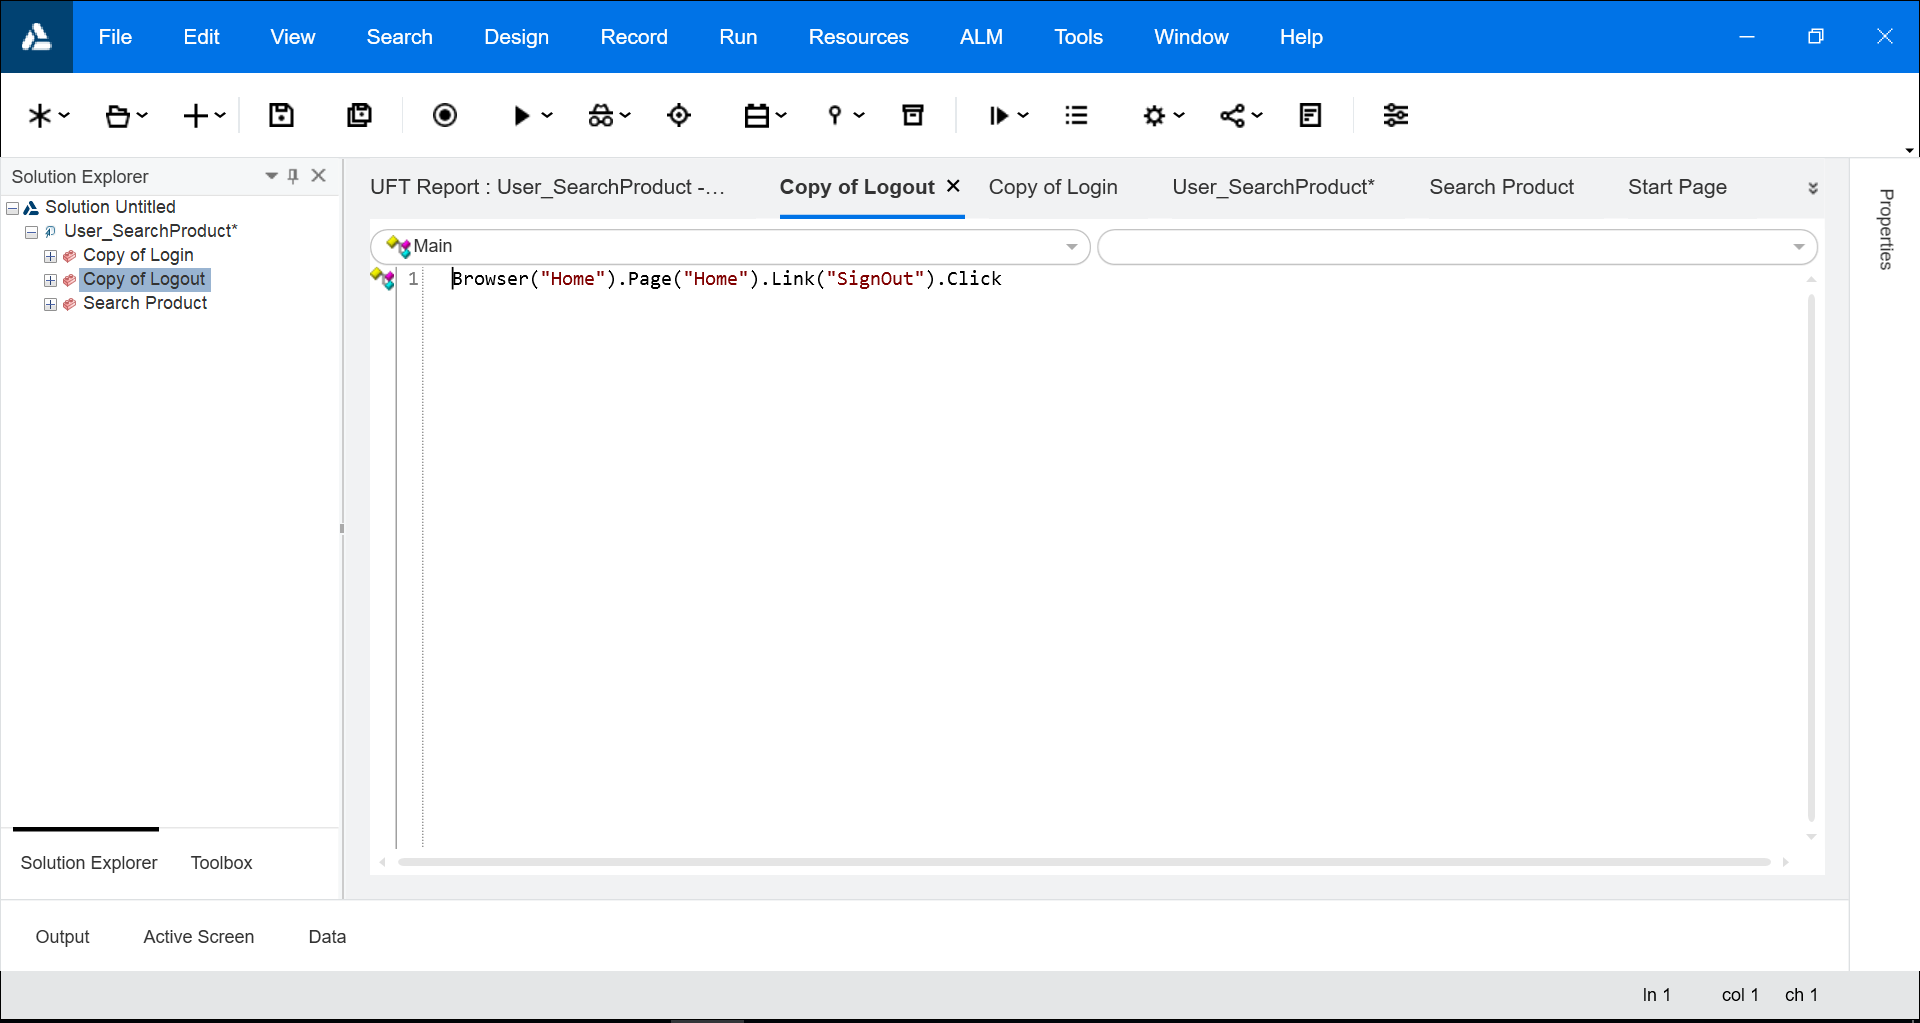 File Edit View Search Design Record Run Resources ALM Tools Window Help
Solution Explorer
Solution Untitled
User_SearchProduct*
Copy of Login
Copy of Logout
Search Product
Solution Explorer Toolbox
UFT Report : User_SearchProduct -... Copy of Logout Copy of Login User_SearchProduct* Search Product Start Page
Main
1 Browser("Home").Page("Home").Link("SignOut").Click
Properties
Output Active Screen Data
ln 1 col 1 ch 1